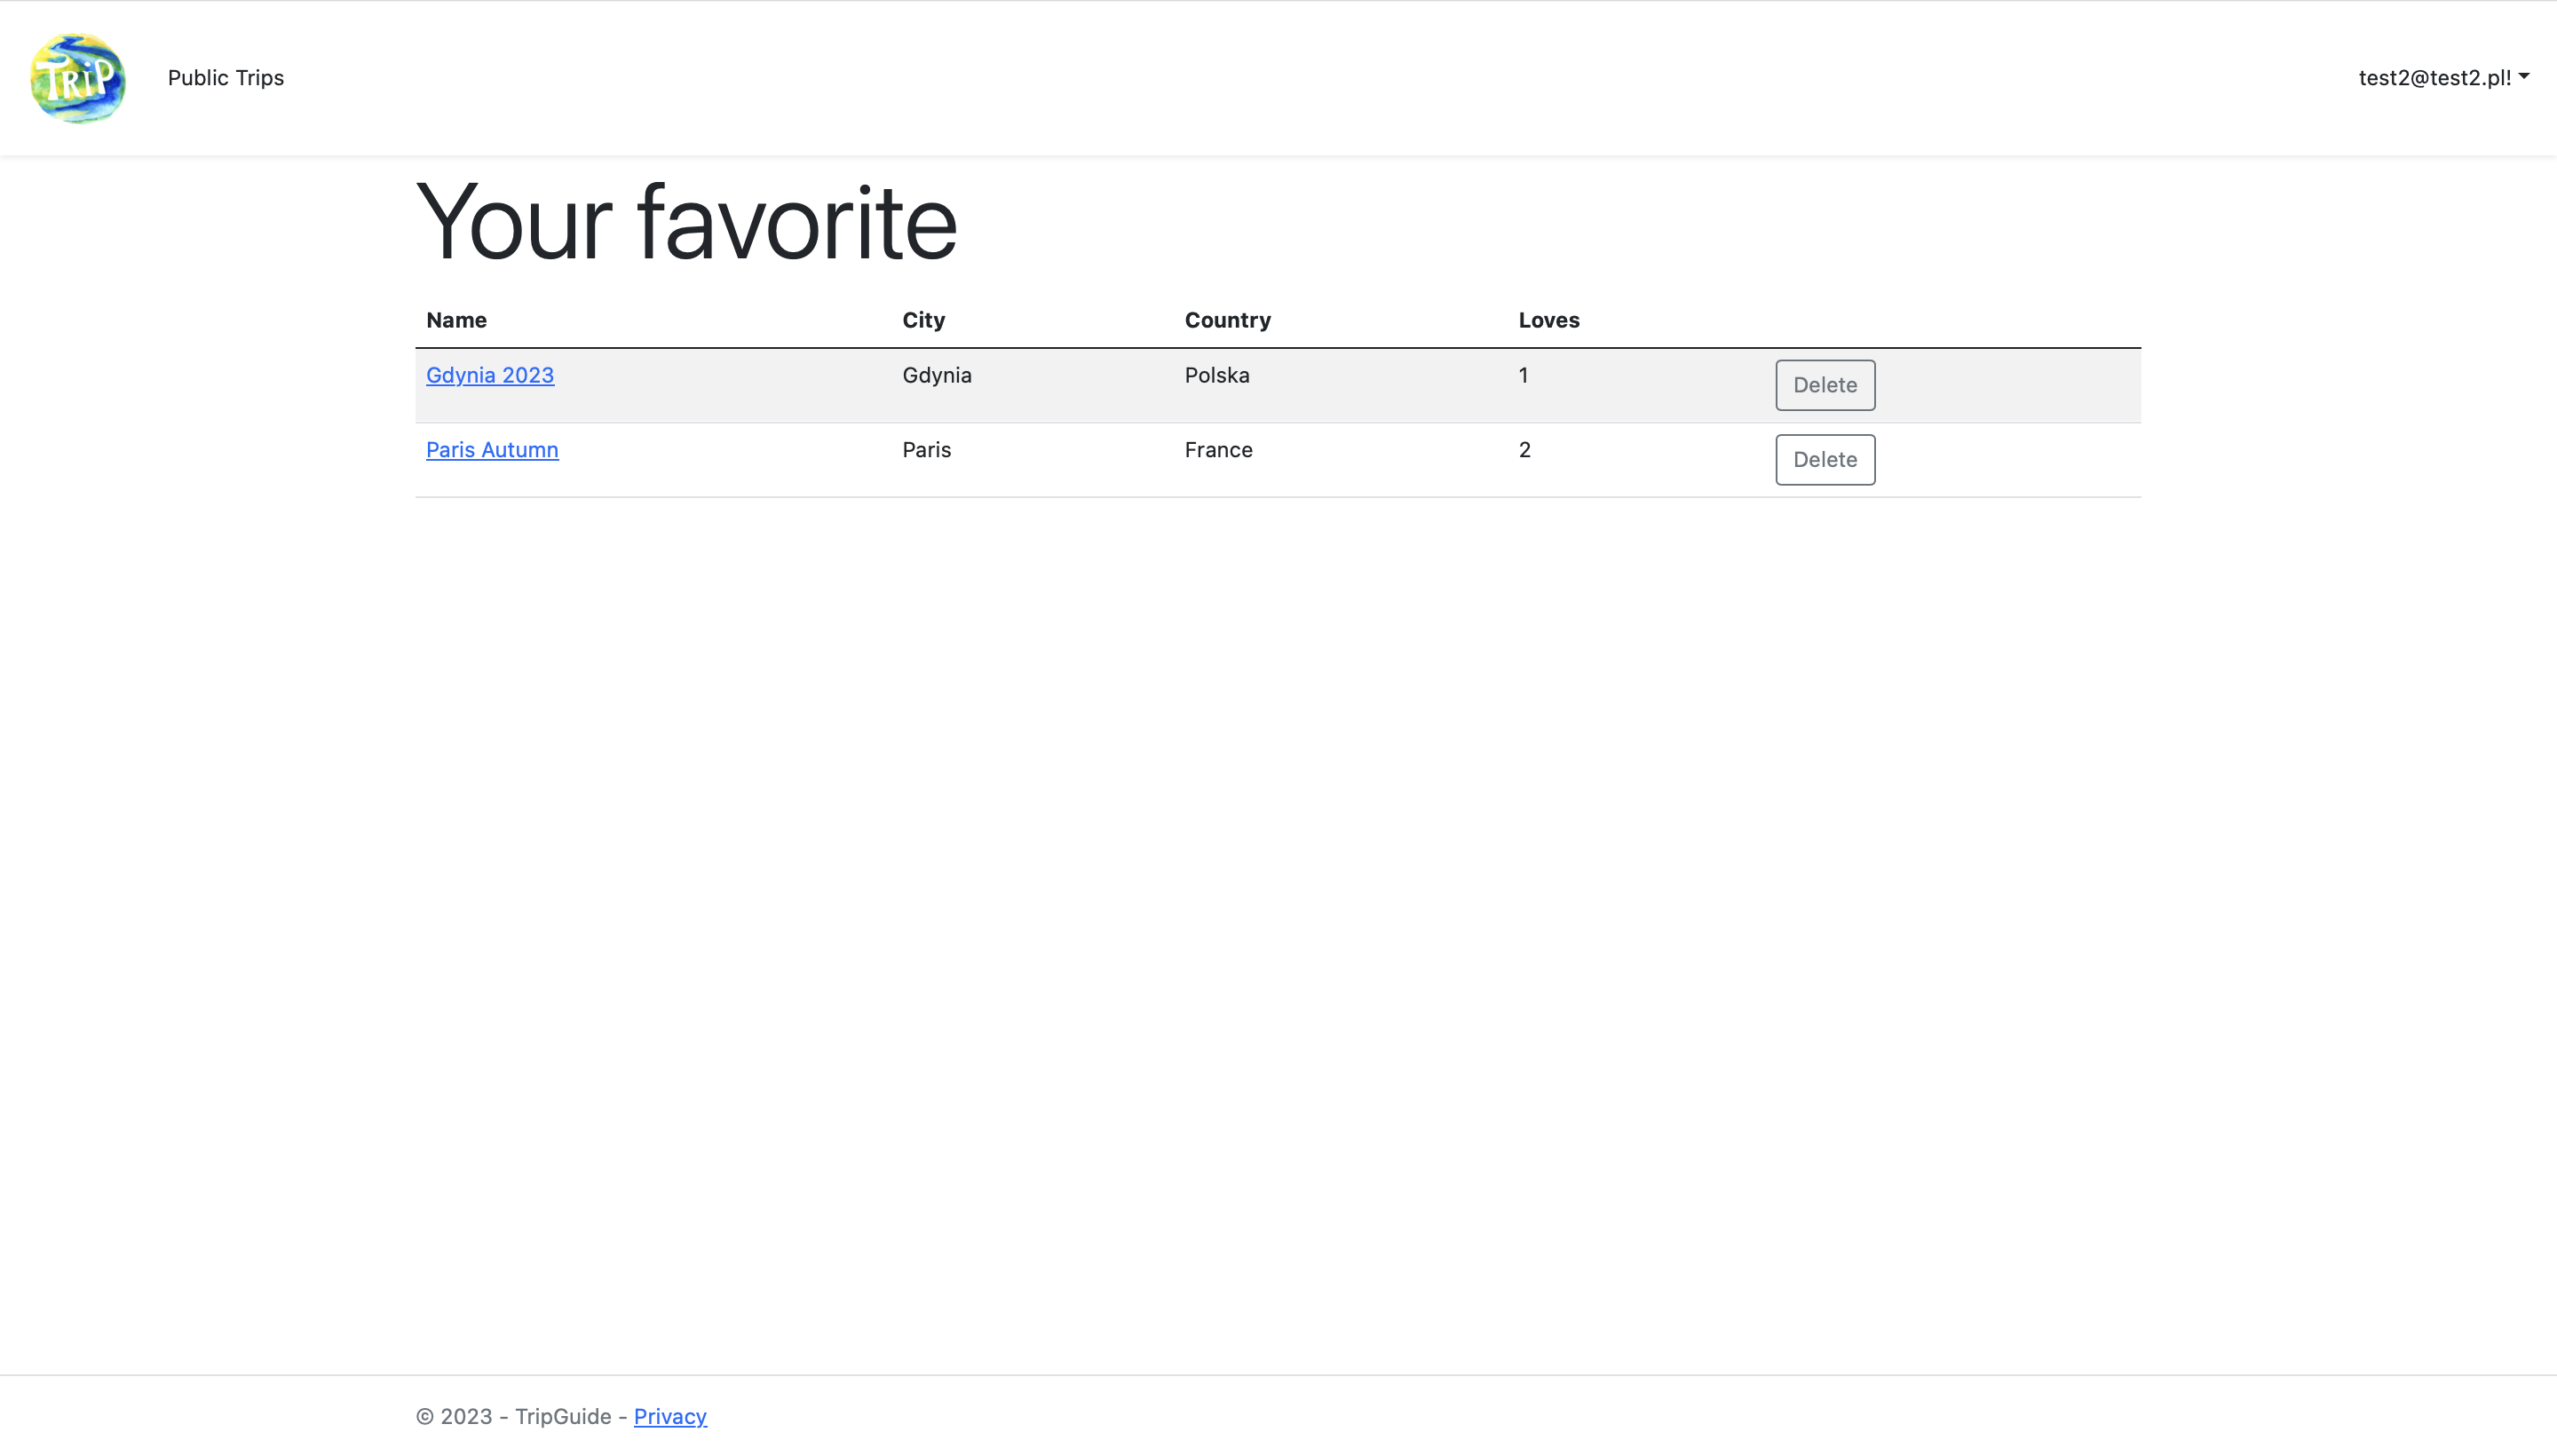 TRiP
Public Trips
test2@test2.pl!
Your favorite
Name City Country Loves
Gdynia 2023 Gdynia Polska 1 Delete
Paris Autumn Paris France 2 Delete
© 2023 - TripGuide - Privacy